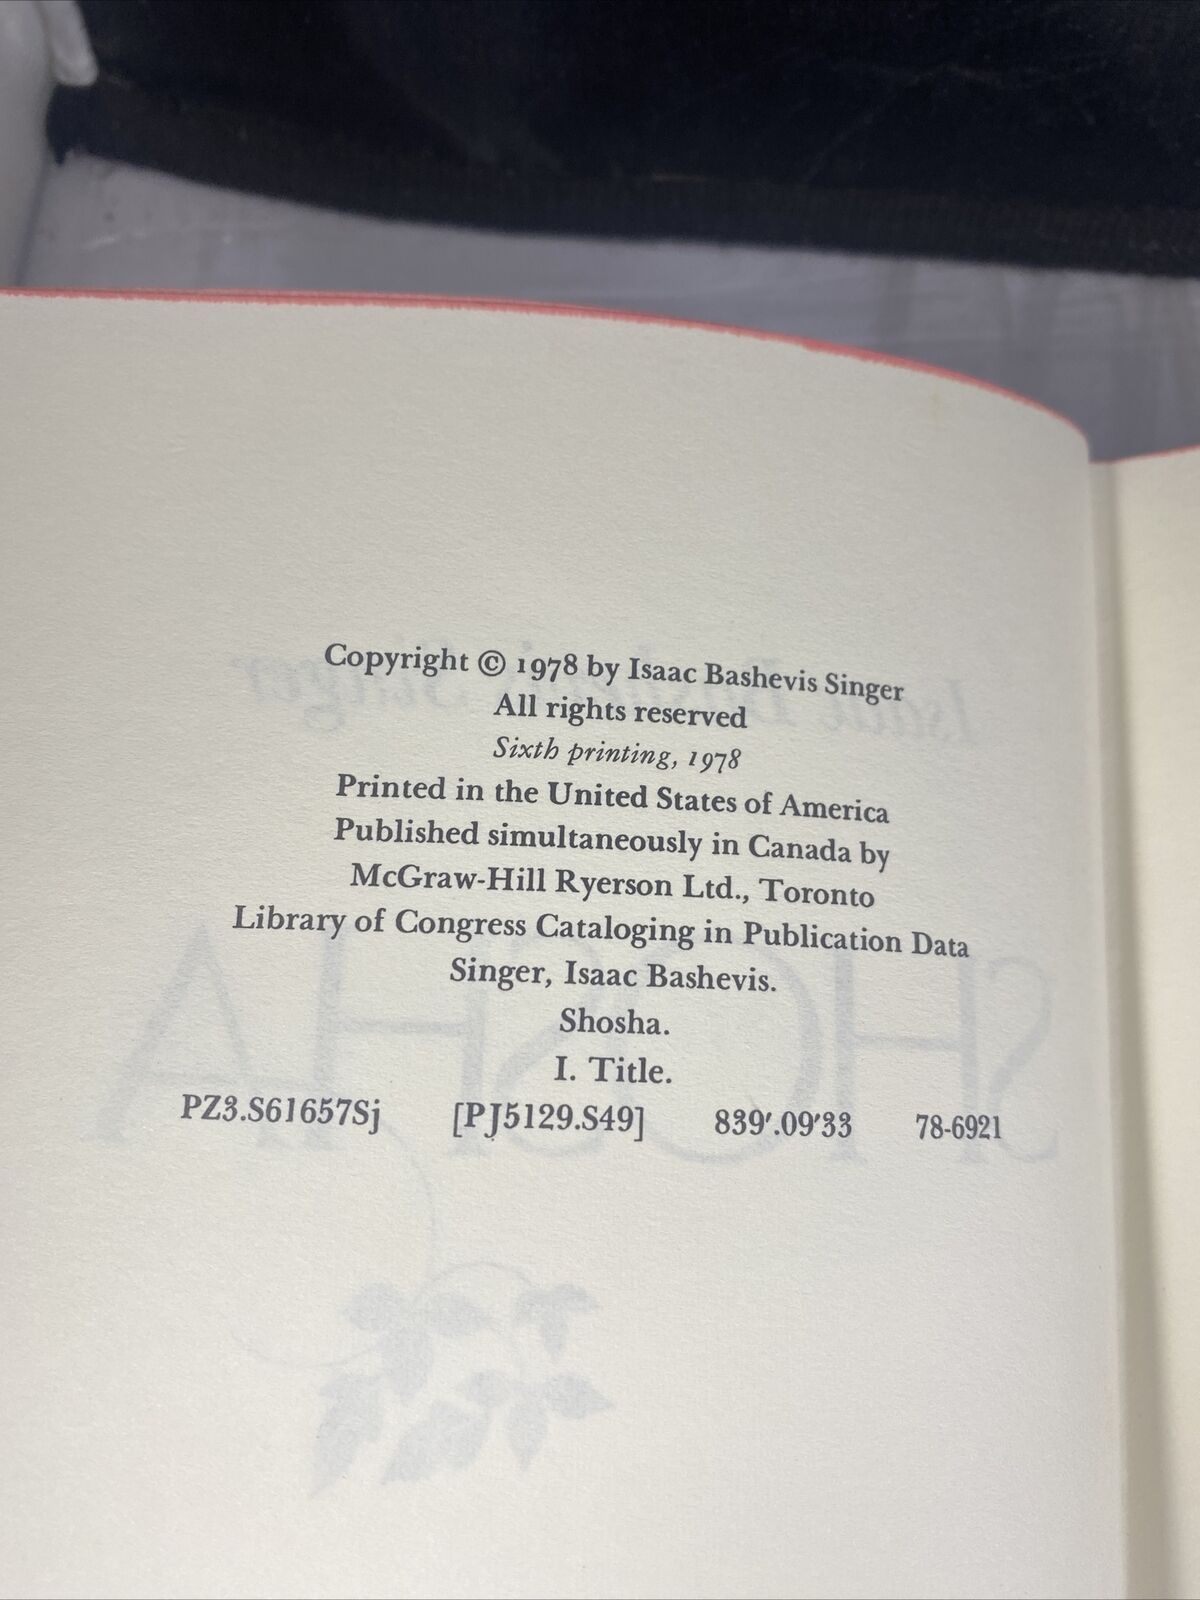 Copyright © 1978 by Isaac Bashevis Singer
All rights reserved
Sixth printing, 1978
Printed in the United States of America
Published simultaneously in Canada by
McGraw-Hill Ryerson Ltd., Toronto
Library of Congress Cataloging in Publication Data
Singer, Isaac Bashevis.
Shosha.
I. Title.
PZ3.S61657Sj [PJ5129.S49] 839′.09′33 78-6921